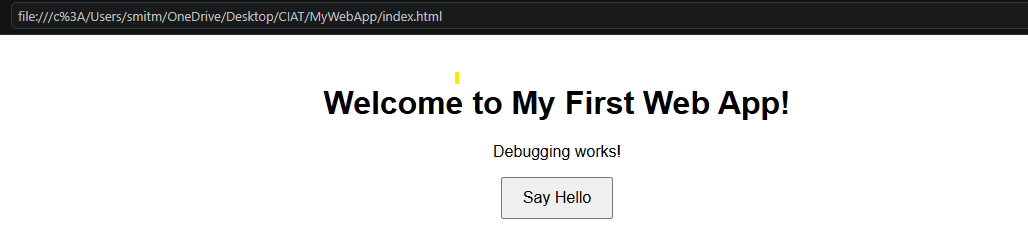 file:///c%3A/Users/smitm/OneDrive/Desktop/CIAT/MyWebApp/index.html
Welcome to My First Web App!
Debugging works!
Say Hello